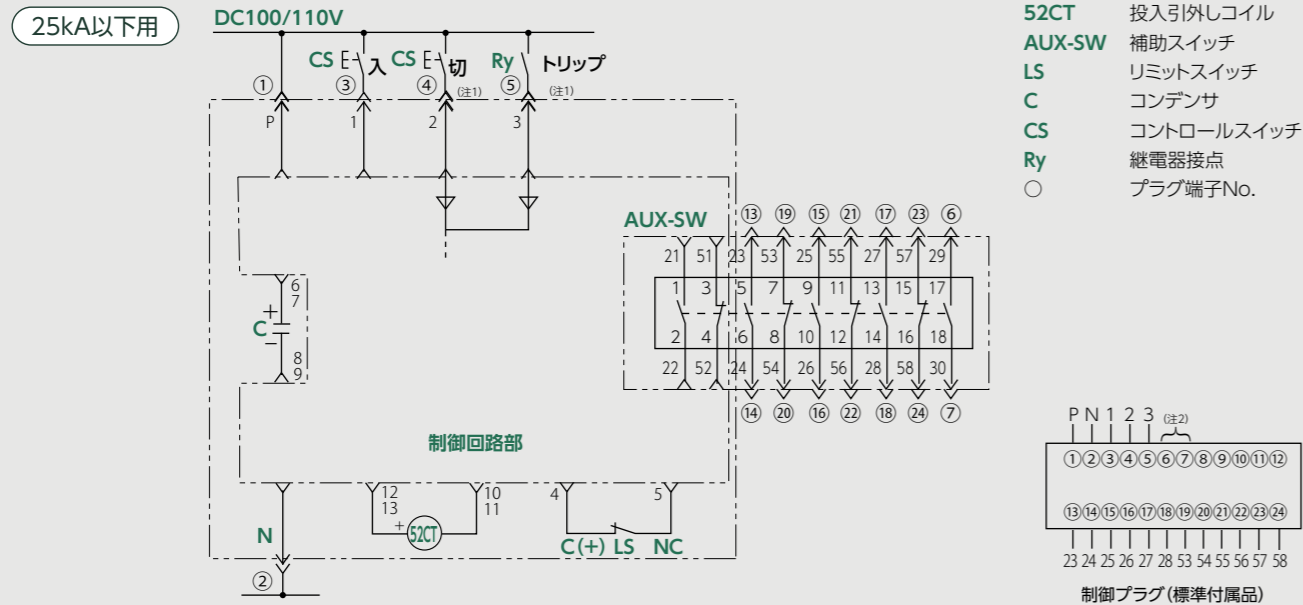 25kA以下用
DC100/110V
CS 入 CS 切 Ry トリップ
① ③ ④ (注1) ⑤ (注1)
P 1 2 3
52CT 投入引外しコイル
AUX-SW 補助スイッチ
LS リミットスイッチ
C コンデンサ
CS コントロールスイッチ
Ry 継電器接点
○ プラグ端子No.
AUX-SW ⑬ ⑲ ⑮ ㉑ ⑰ ㉓ ⑥
21 51 23 53 25 55 27 57 29
1 3 5 7 9 11 13 15 17
2 4 6 8 10 12 14 16 18
22 52 24 54 26 56 28 58 30
⑭ ⑳ ⑯ ㉒ ⑱ ㉔ ⑦
6
7
+
C
−
8
9
制御回路部
12 10 4 5
13 11
+ 52CT
N
C(+) LS NC
②
P N 1 2 3 (注2)
①②③④⑤⑥⑦⑧⑨⑩⑪⑫
⑬⑭⑮⑯⑰⑱⑲⑳㉑㉒㉓㉔
23 24 25 26 27 28 53 54 55 56 57 58
制御プラグ(標準付属品)